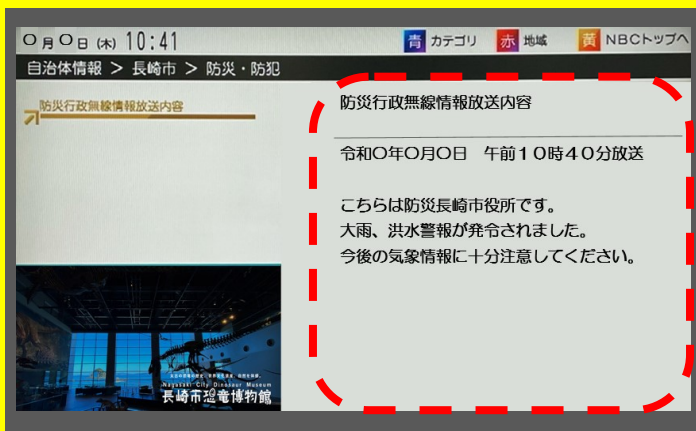 〇月〇日(木)10:41
青 カテゴリ 赤 地域 黄 NBCトップへ
自治体情報 > 長崎市 > 防災・防犯
防災行政無線情報放送内容
防災行政無線情報放送内容
令和〇年〇月〇日 午前10時40分放送
こちらは防災長崎市役所です。
大雨、洪水警報が発令されました。
今後の気象情報に十分注意してください。
Nagasaki City Dinosaur Museum
長崎市恐竜博物館